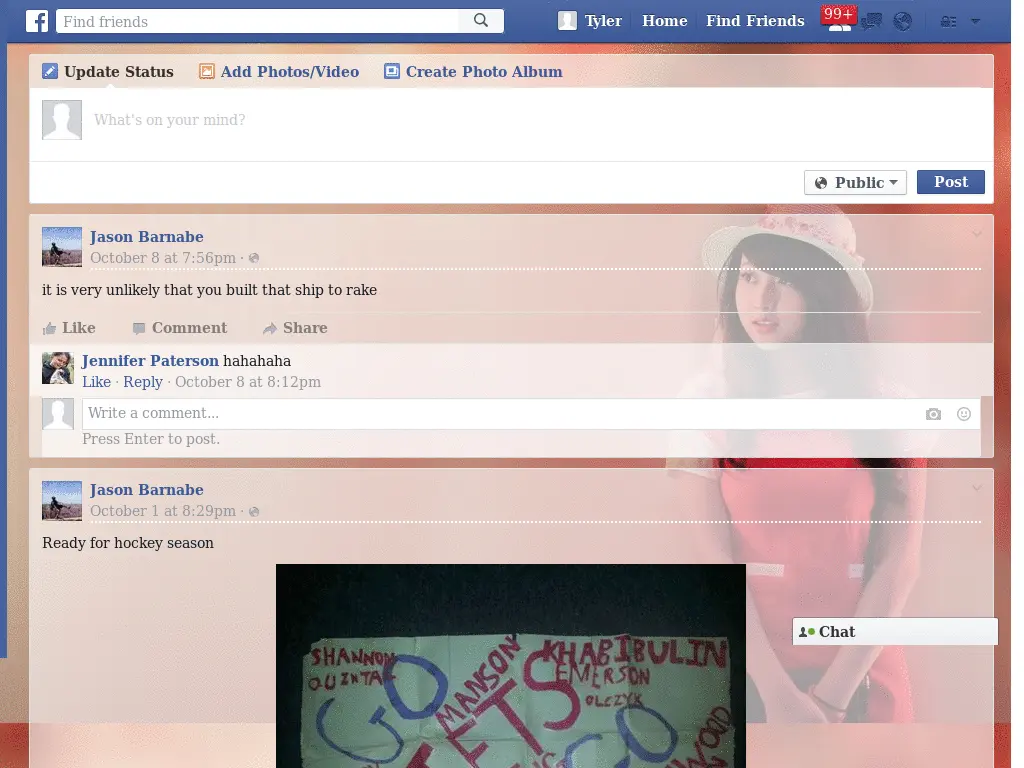 f Find friends Tyler Home Find Friends 99+
Update Status Add Photos/Video Create Photo Album
What's on your mind?
Public Post
Jason Barnabe
October 8 at 7:56pm ·
it is very unlikely that you built that ship to rake
Like Comment Share
Jennifer Paterson hahahaha
Like · Reply · October 8 at 8:12pm
Write a comment...
Press Enter to post.
Jason Barnabe
October 1 at 8:29pm ·
Ready for hockey season
SHANNON
GO
JETS
GO
MANSON
KHABIBULIN
EMERSON
OLCZYK
Chat